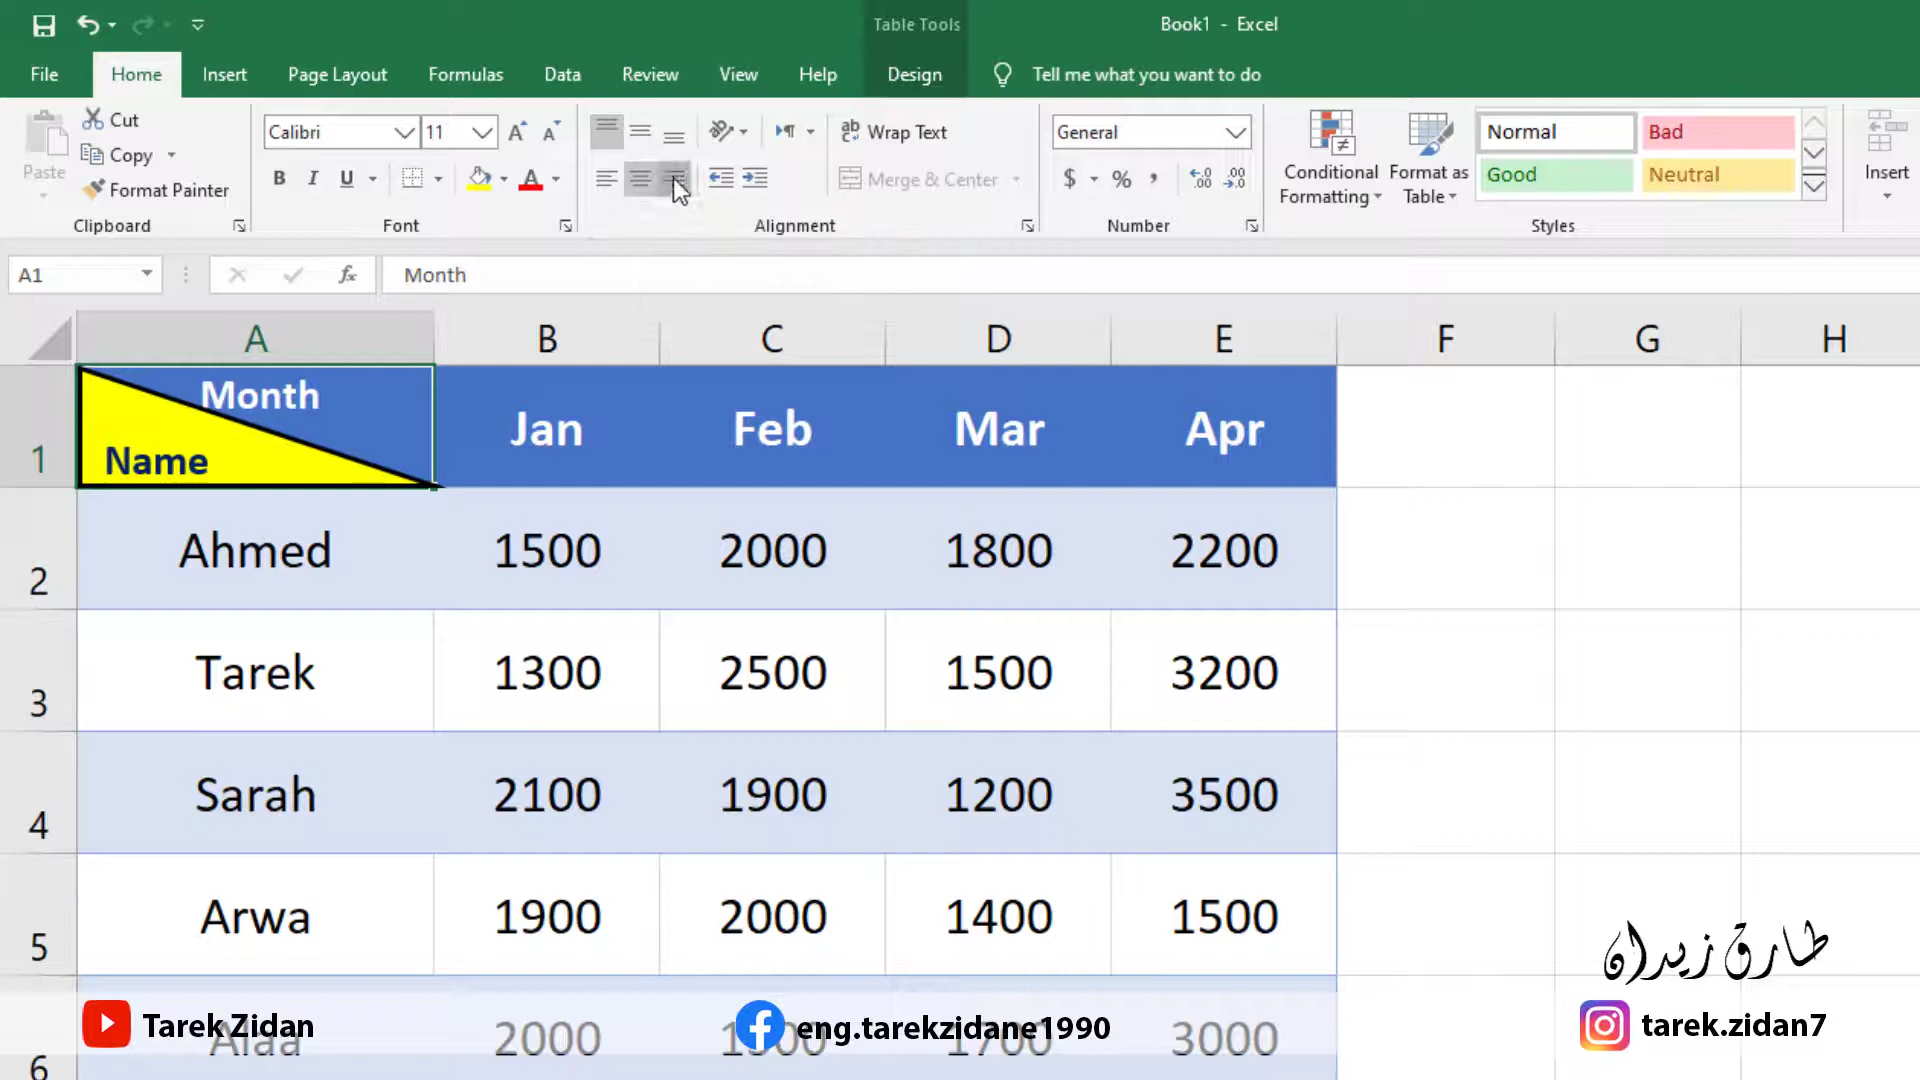 Table Tools
Book1 - Excel
File Home Insert Page Layout Formulas Data Review View Help Design Tell me what you want to do
Paste
Cut
Copy
Format Painter
Clipboard
Calibri 11
B I U
Font
Wrap Text
Merge & Center
Alignment
General
$ % ,
Number
Conditional Formatting
Format as Table
Normal Bad
Good Neutral
Styles
Insert
A1 fx Month
A B C D E F G H
1 Month Name Jan Feb Mar Apr
2 Ahmed 1500 2000 1800 2200
3 Tarek 1300 2500 1500 3200
4 Sarah 2100 1900 1200 3500
5 Arwa 1900 2000 1400 1500
6 Alaa 2000 1700 3000
طارق زيدان
Tarek Zidan
eng.tarekzidane1990
tarek.zidan7